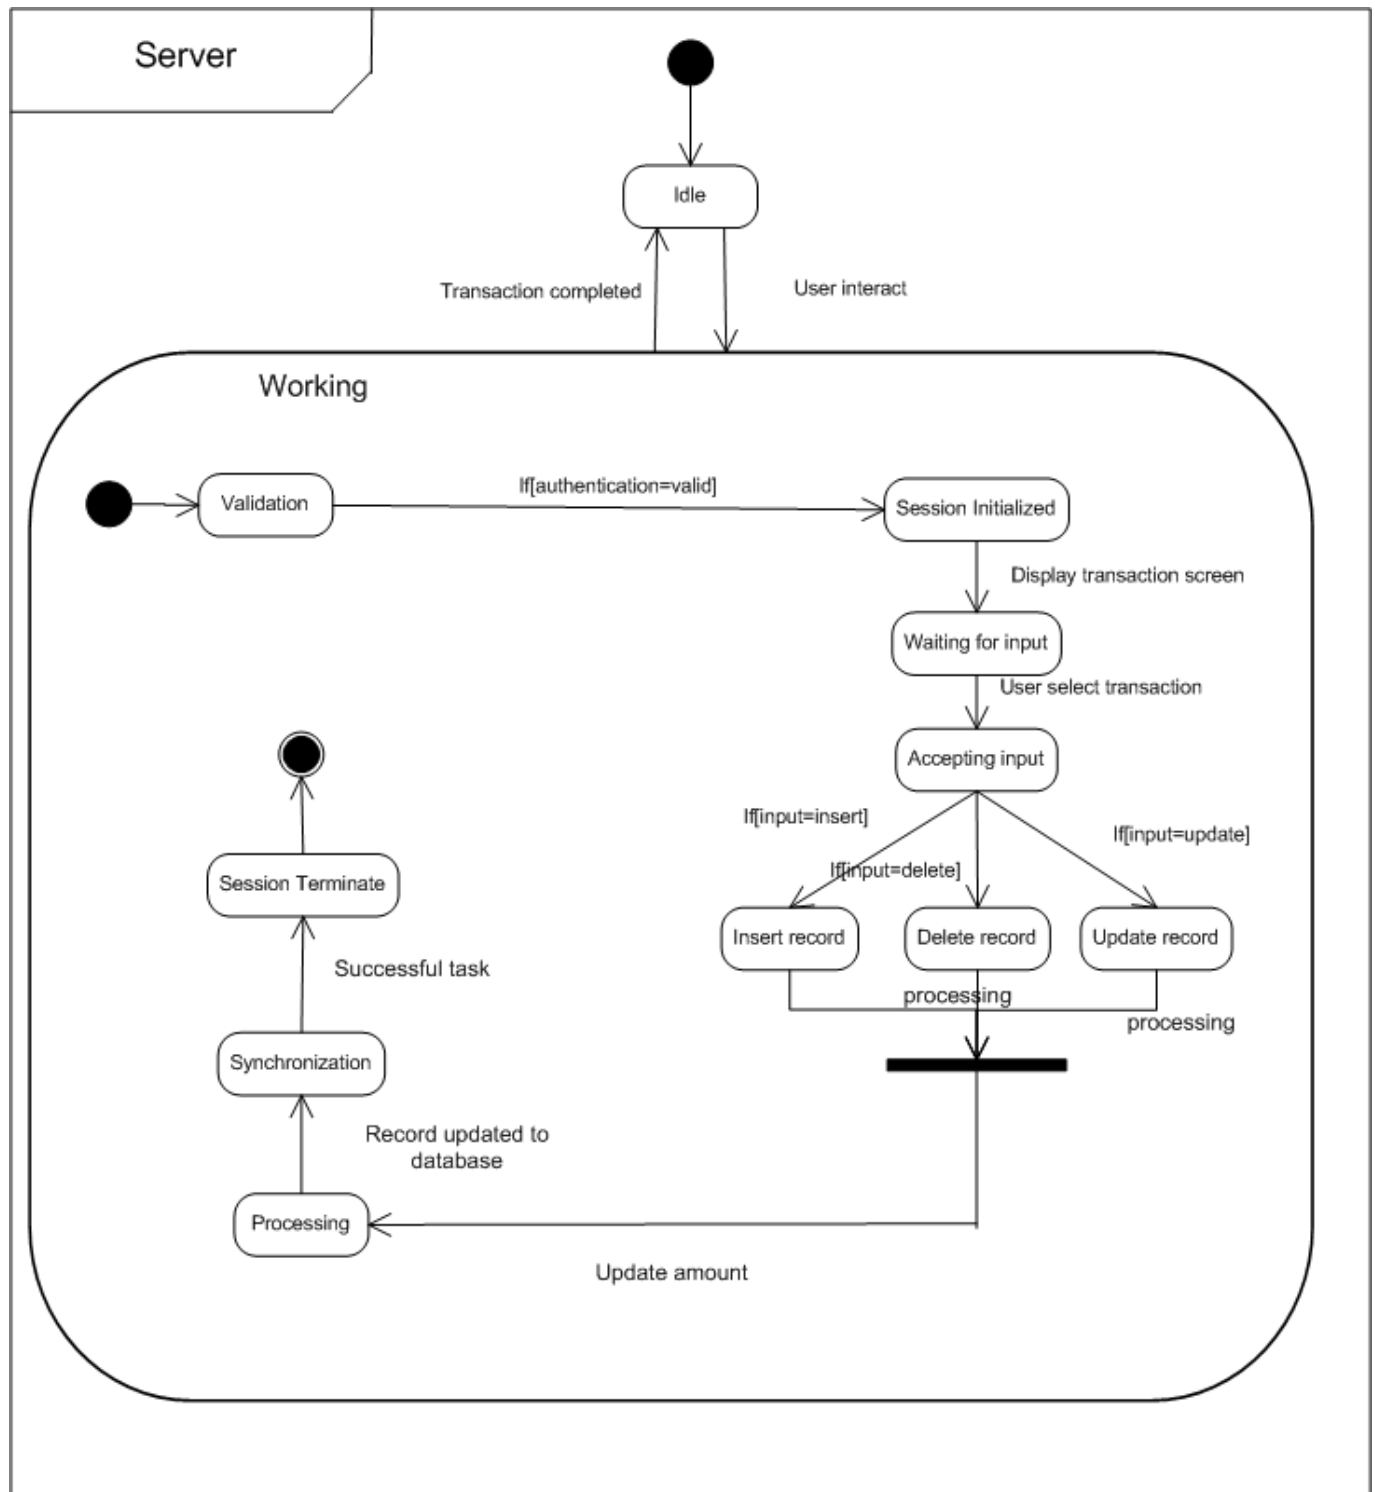 Server
Idle
Transaction completed
User interact
Working
Validation
If[authentication=valid]
Session Initialized
Display transaction screen
Waiting for input
User select transaction
Accepting input
If[input=insert]
If[input=update]
If[input=delete]
Session Terminate
Insert record
Delete record
Update record
Successful task
processing
processing
Synchronization
Record updated to
database
Processing
Update amount